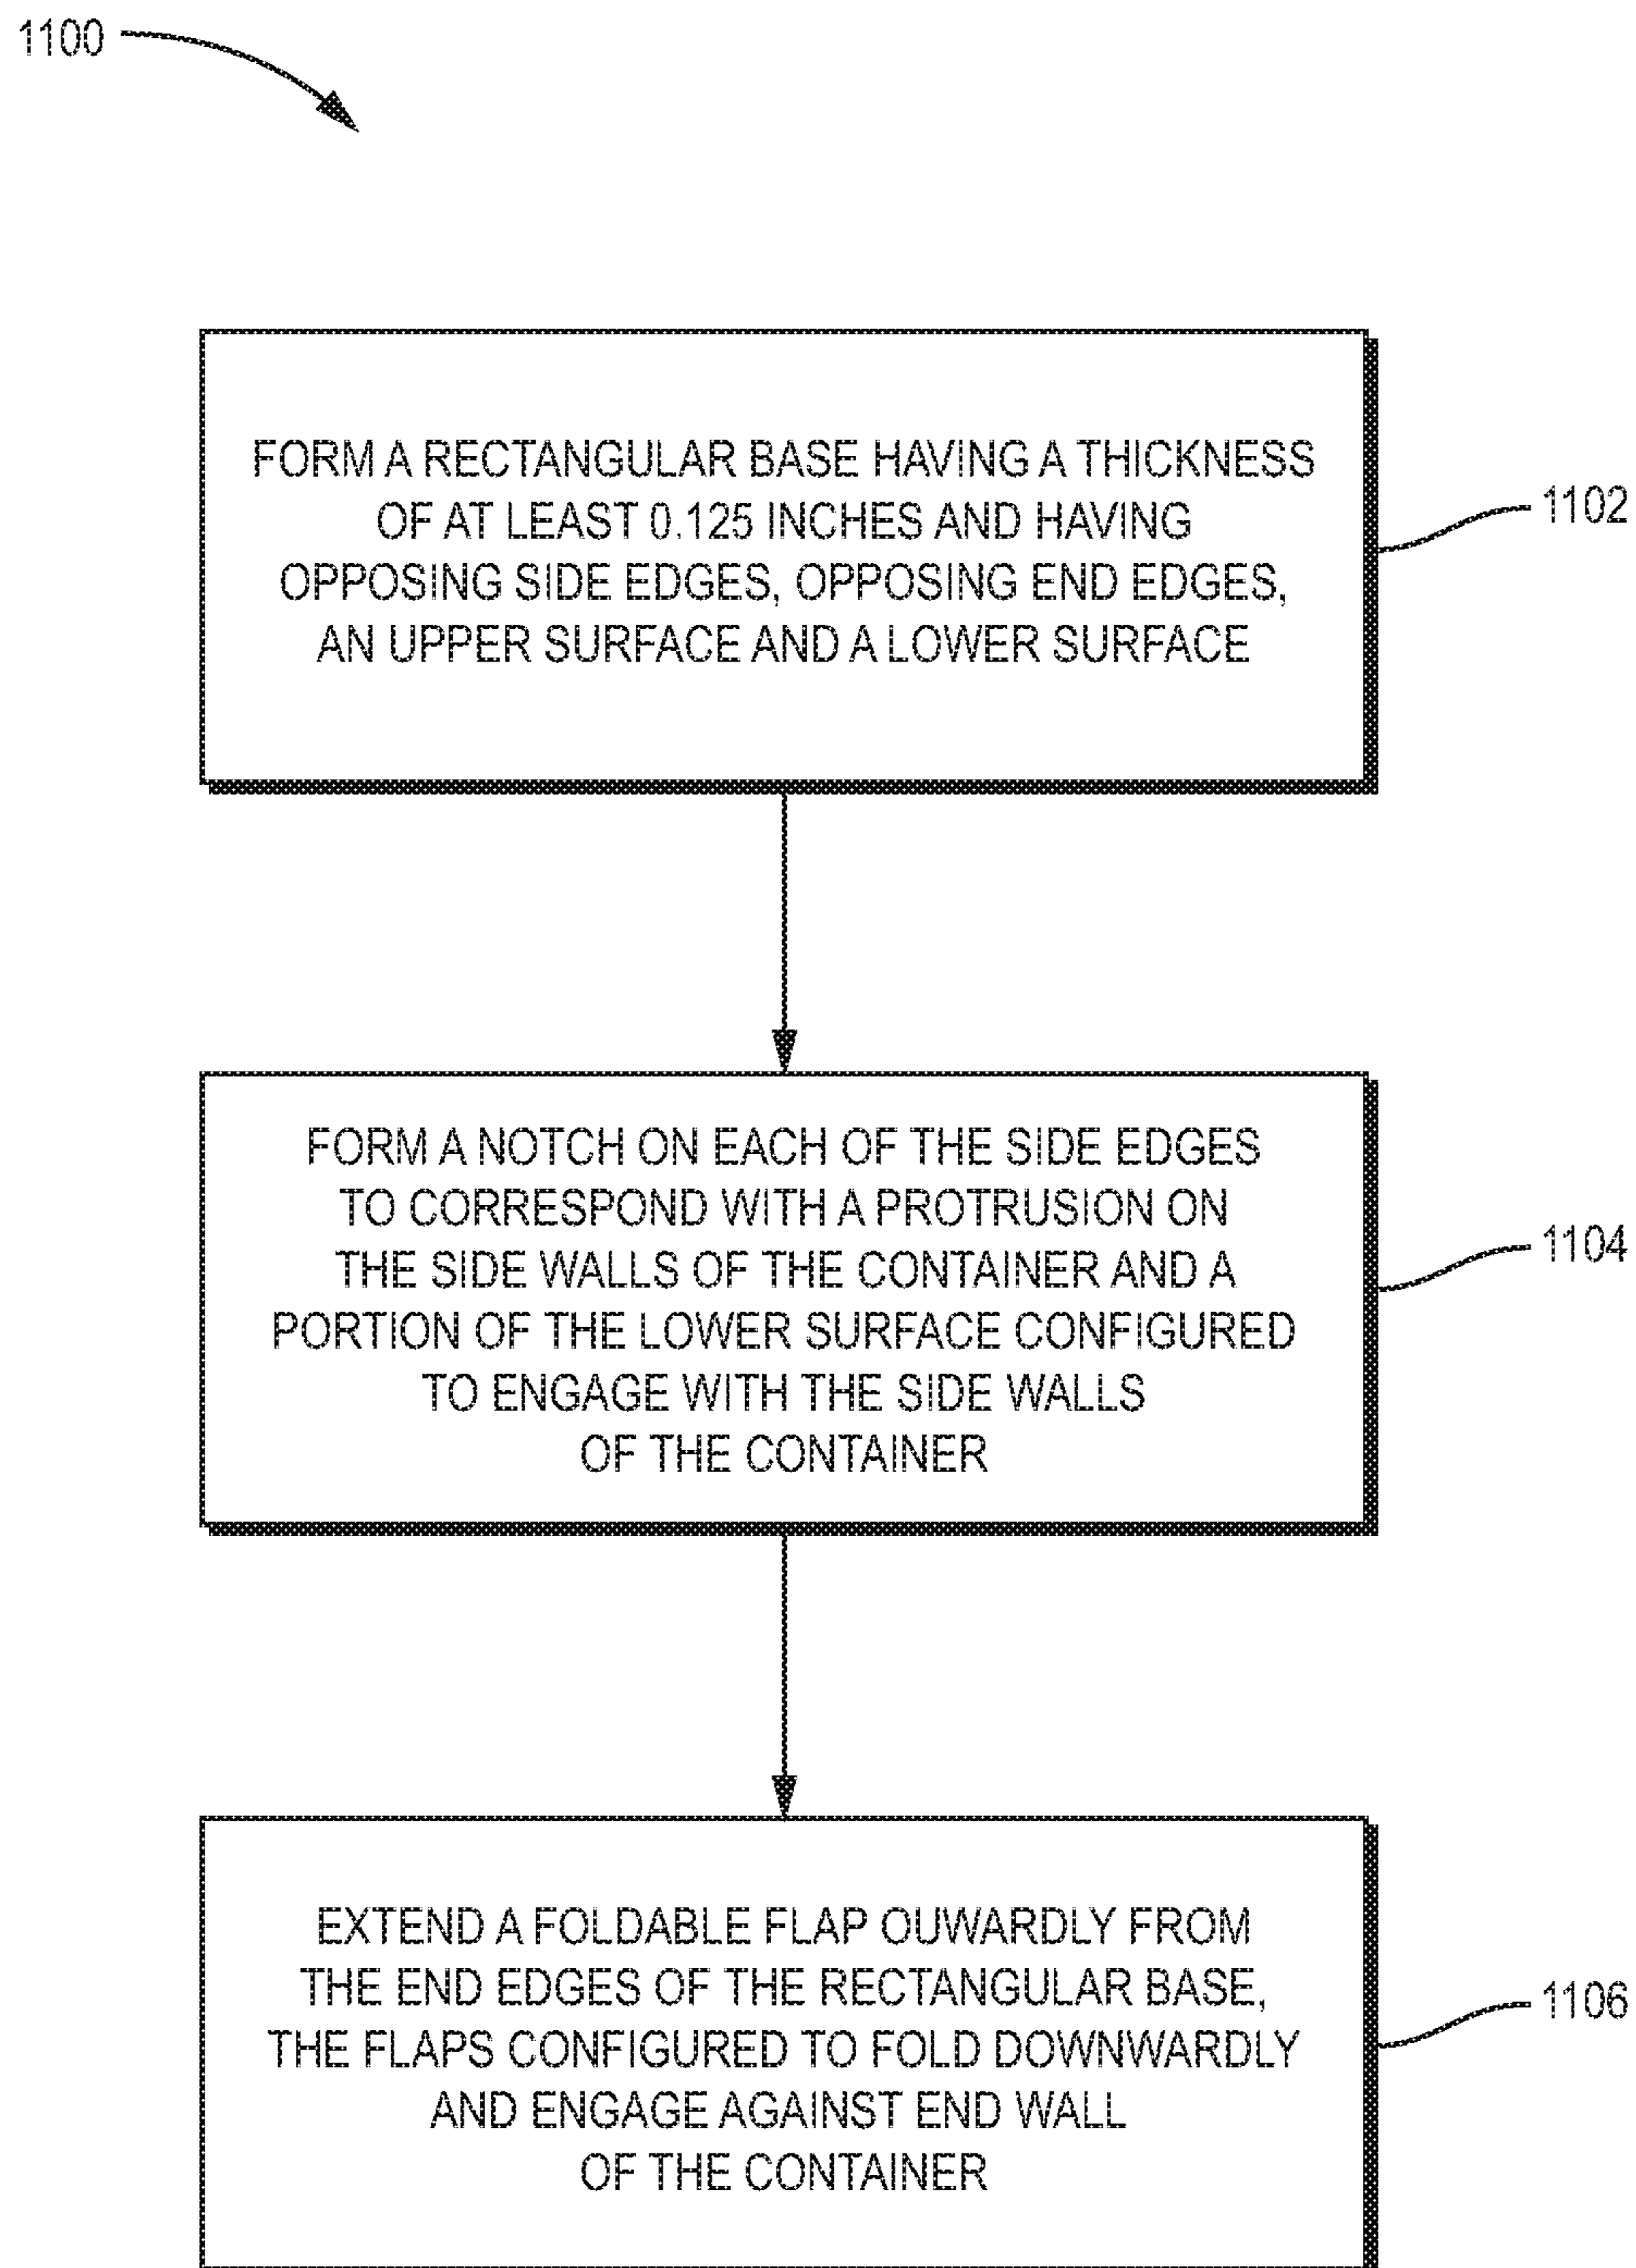 1100
FORM A RECTANGULAR BASE HAVING A THICKNESS
OF AT LEAST 0.125 INCHES AND HAVING
OPPOSING SIDE EDGES, OPPOSING END EDGES,
AN UPPER SURFACE AND A LOWER SURFACE
1102
FORM A NOTCH ON EACH OF THE SIDE EDGES
TO CORRESPOND WITH A PROTRUSION ON
THE SIDE WALLS OF THE CONTAINER AND A
PORTION OF THE LOWER SURFACE CONFIGURED
TO ENGAGE WITH THE SIDE WALLS
OF THE CONTAINER
1104
EXTEND A FOLDABLE FLAP OUWARDLY FROM
THE END EDGES OF THE RECTANGULAR BASE,
THE FLAPS CONFIGURED TO FOLD DOWNWARDLY
AND ENGAGE AGAINST END WALL
OF THE CONTAINER
1106